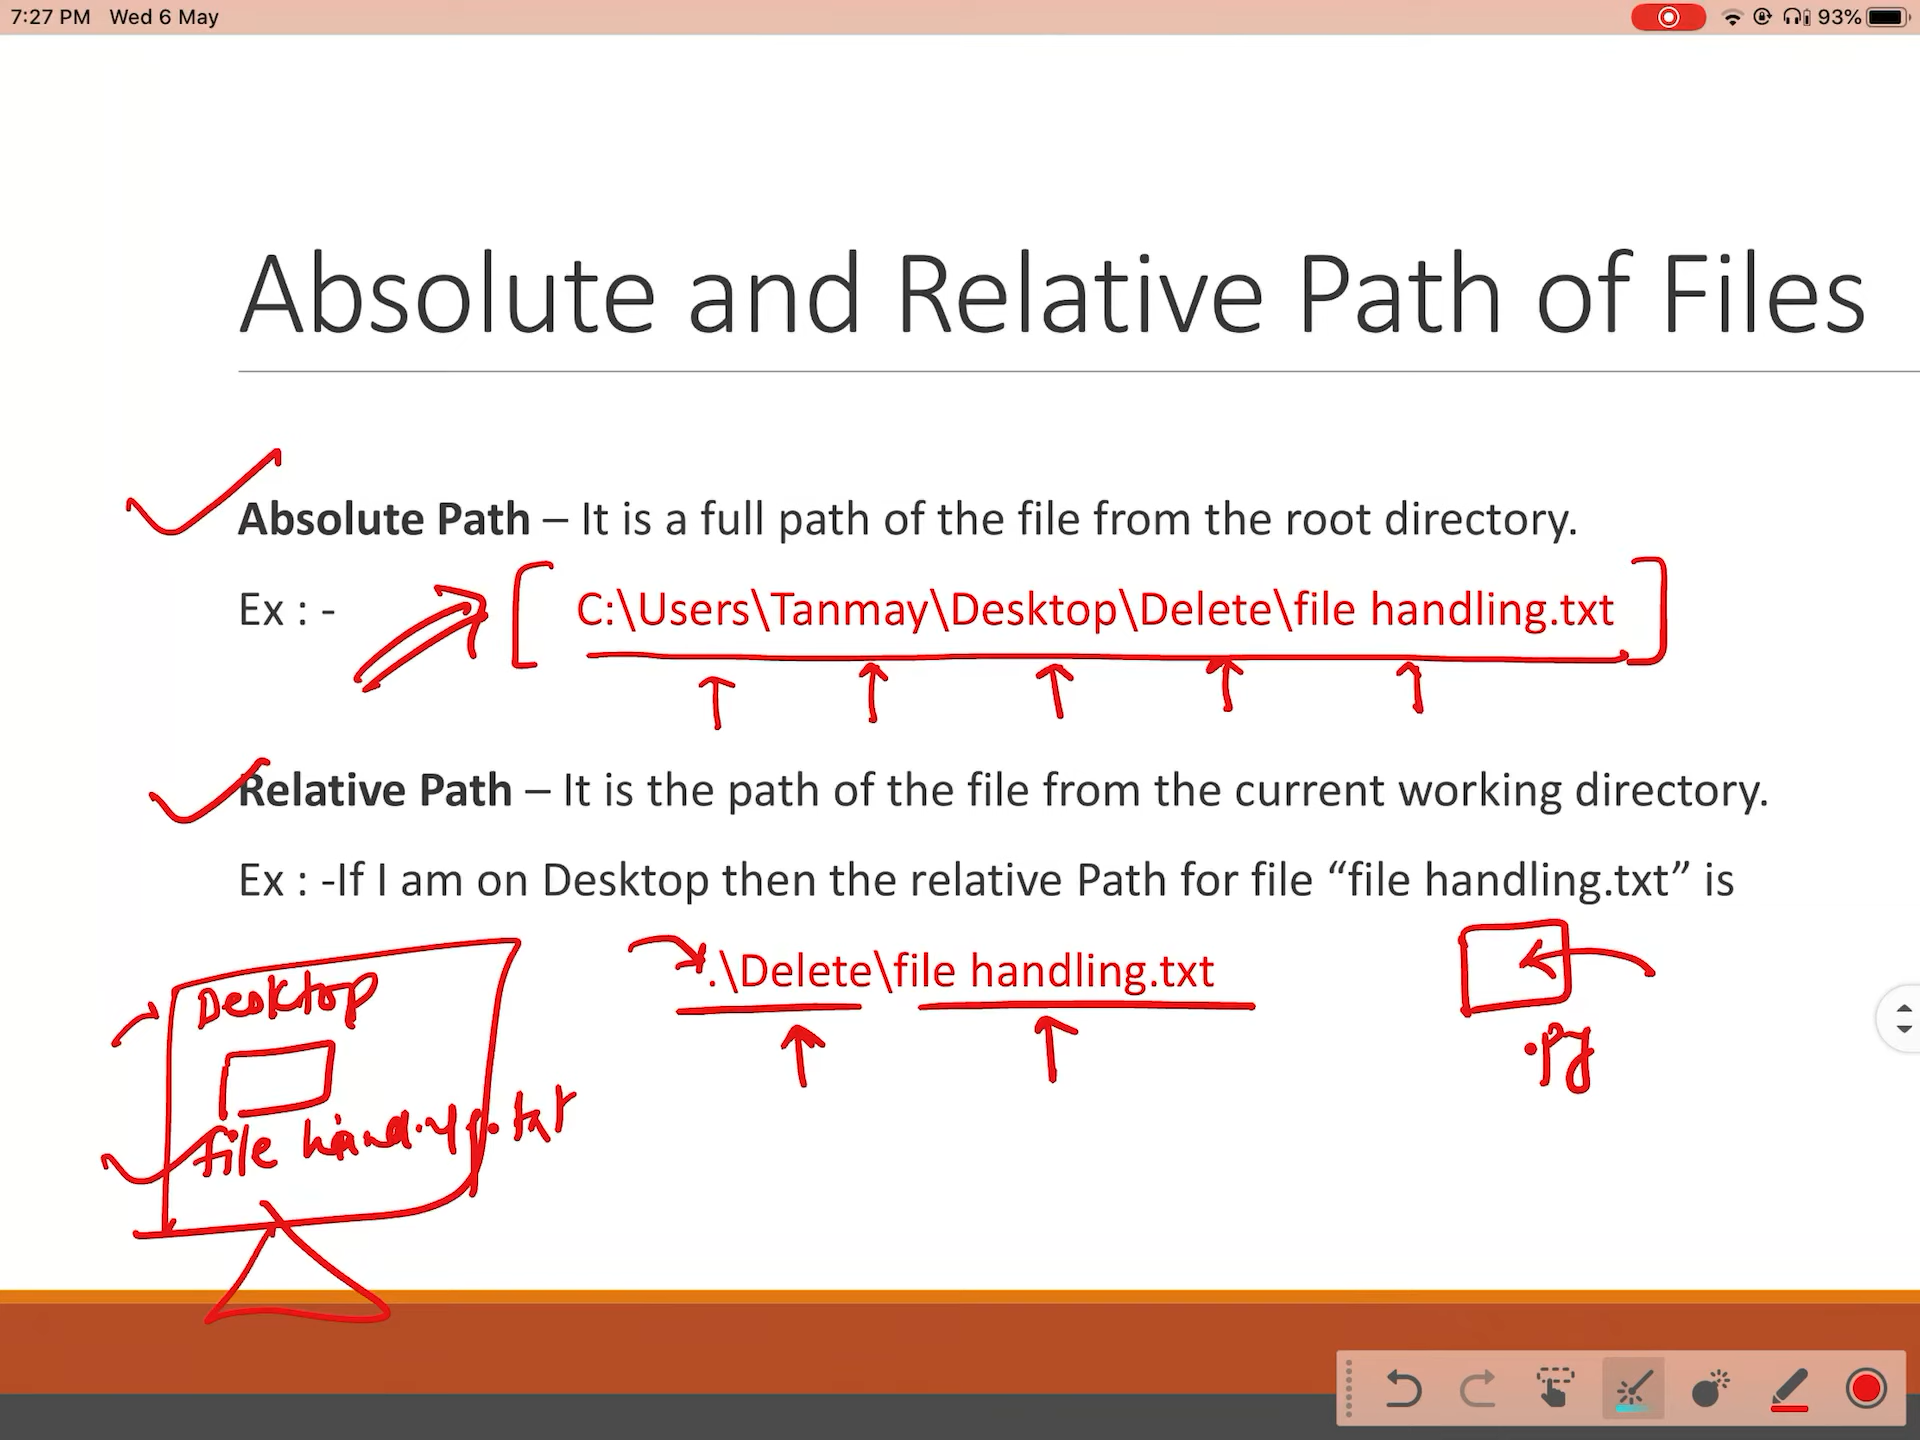 7:27 PM Wed 6 May
93%
Absolute and Relative Path of Files
Absolute Path – It is a full path of the file from the root directory.
Ex : - C:\Users\Tanmay\Desktop\Delete\file handling.txt
Relative Path – It is the path of the file from the current working directory.
Ex : -If I am on Desktop then the relative Path for file “file handling.txt” is
.\Delete\file handling.txt
Desktop
file .txt
.py